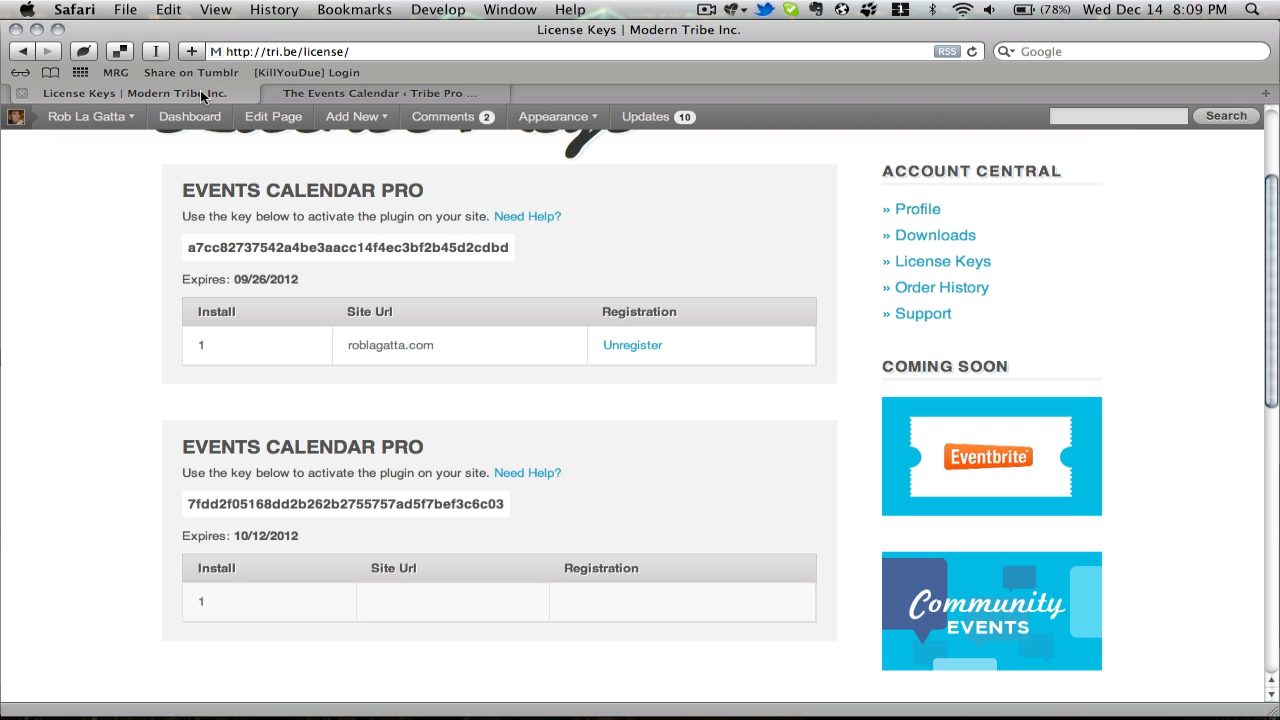 Safari File Edit View History Bookmarks Develop Window Help 1 (78%) Wed Dec 14 8:09 PM
License Keys | Modern Tribe Inc.
http://tri.be/license/ RSS Google
MRG Share on Tumblr [KillYouDue] Login
License Keys | Modern Tribe Inc. The Events Calendar ‹ Tribe Pro ...
Rob La Gatta Dashboard Edit Page Add New Comments 2 Appearance Updates 10 Search
EVENTS CALENDAR PRO
Use the key below to activate the plugin on your site. Need Help?
a7cc82737542a4be3aacc14f4ec3bf2b45d2cdbd
Expires: 09/26/2012
Install Site Url Registration
1 roblagatta.com Unregister
EVENTS CALENDAR PRO
Use the key below to activate the plugin on your site. Need Help?
7fdd2f05168dd2b262b2755757ad5f7bef3c6c03
Expires: 10/12/2012
Install Site Url Registration
1
ACCOUNT CENTRAL
» Profile
» Downloads
» License Keys
» Order History
» Support
COMING SOON
Eventbrite
Community
EVENTS